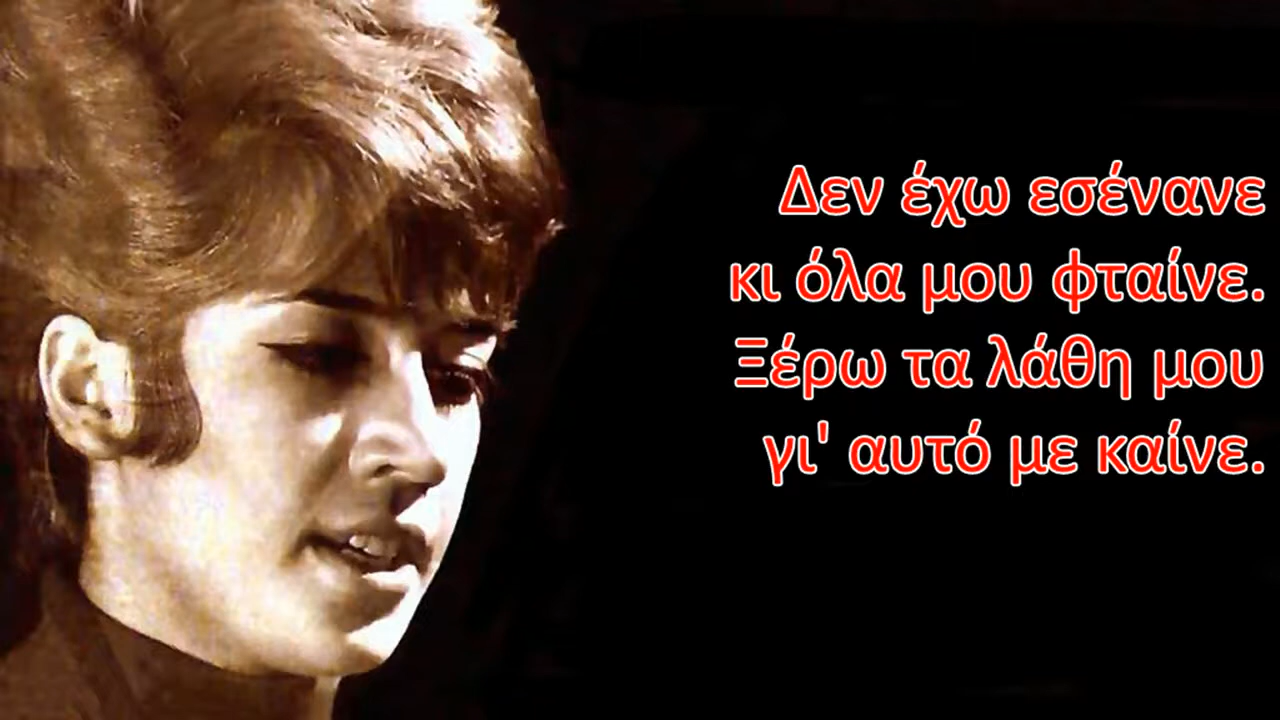 Δεν έχω εσένανε
κι όλα μου φταίνε.
Ξέρω τα λάθη μου
γι' αυτό με καίνε.